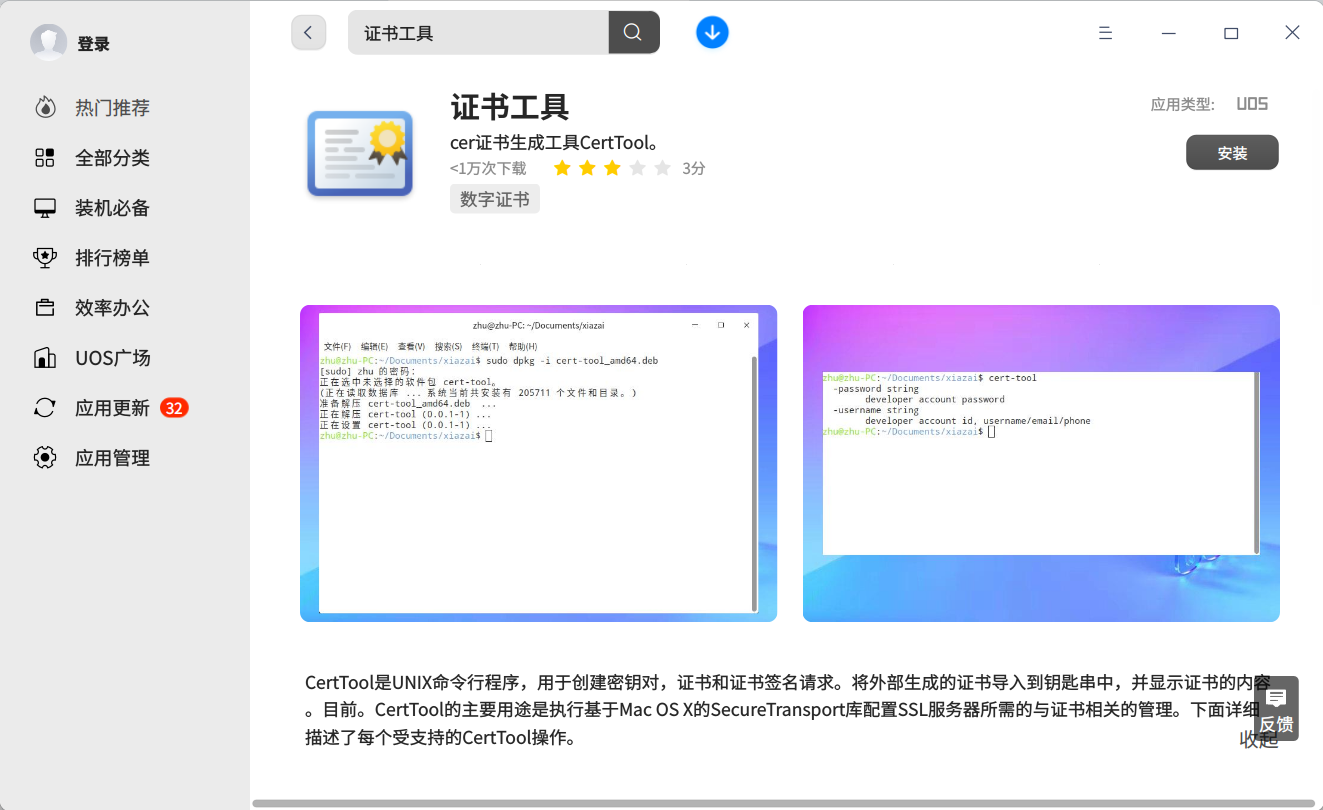 登录
热门推荐
全部分类
装机必备
排行榜单
效率办公
UOS广场
应用更新 32
应用管理
证书工具
证书工具
cer证书生成工具CertTool。
<1万次下载 3分
数字证书
应用类型: UOS
安装
zhu@zhu-PC: ~/Documents/xiazai
文件(F) 编辑(E) 查看(V) 搜索(S) 终端(T) 帮助(H)
zhu@zhu-PC:~/Documents/xiazai$ sudo dpkg -i cert-tool_amd64.deb
[sudo] zhu 的密码：
正在选中未选择的软件包 cert-tool。
(正在读取数据库 ... 系统当前共安装有 205711 个文件和目录。)
准备解压 cert-tool_amd64.deb ...
正在解压 cert-tool (0.0.1-1) ...
正在设置 cert-tool (0.0.1-1) ...
zhu@zhu-PC:~/Documents/xiazai$
zhu@zhu-PC:~/Documents/xiazai$ cert-tool
-password string
developer account password
-username string
developer account id, username/email/phone
zhu@zhu-PC:~/Documents/xiazai$
CertTool是UNIX命令行程序，用于创建密钥对，证书和证书签名请求。将外部生成的证书导入到钥匙串中，并显示证书的内容
。目前。CertTool的主要用途是执行基于Mac OS X的SecureTransport库配置SSL服务器所需的与证书相关的管理。下面详细
描述了每个受支持的CertTool操作。
反馈
收起